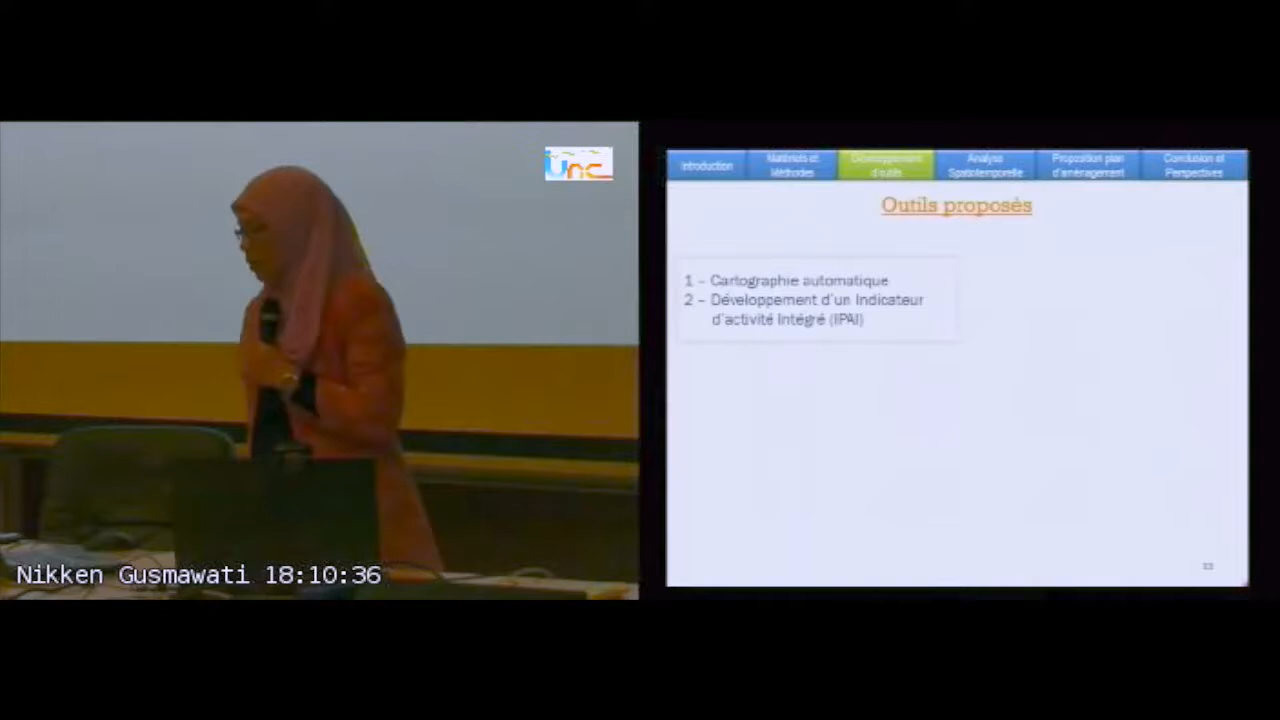 Unc
Introduction
Matériels et
Méthodes
Développement
d'outils
Analyse
Spatiotemporelle
Proposition plan
d'aménagement
Conclusion et
Perspectives
Outils proposés
1 – Cartographie automatique
2 – Développement d'un Indicateur
d'activité Intégré (IPAI)
Nikken Gusmawati 18:10:36